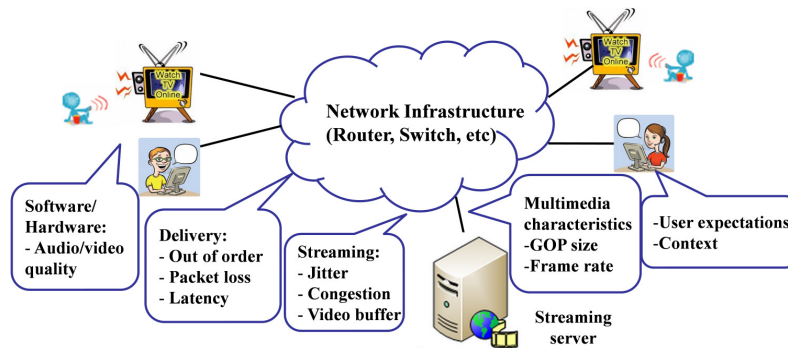 Watch
TV
Online
Watch
TV
Online
Network Infrastructure
(Router, Switch, etc)
Software/
Hardware:
- Audio/video
quality
Delivery:
- Out of order
- Packet loss
- Latency
Streaming:
- Jitter
- Congestion
- Video buffer
Multimedia
characteristics
-GOP size
-Frame rate
-User expectations
-Context
Streaming
server